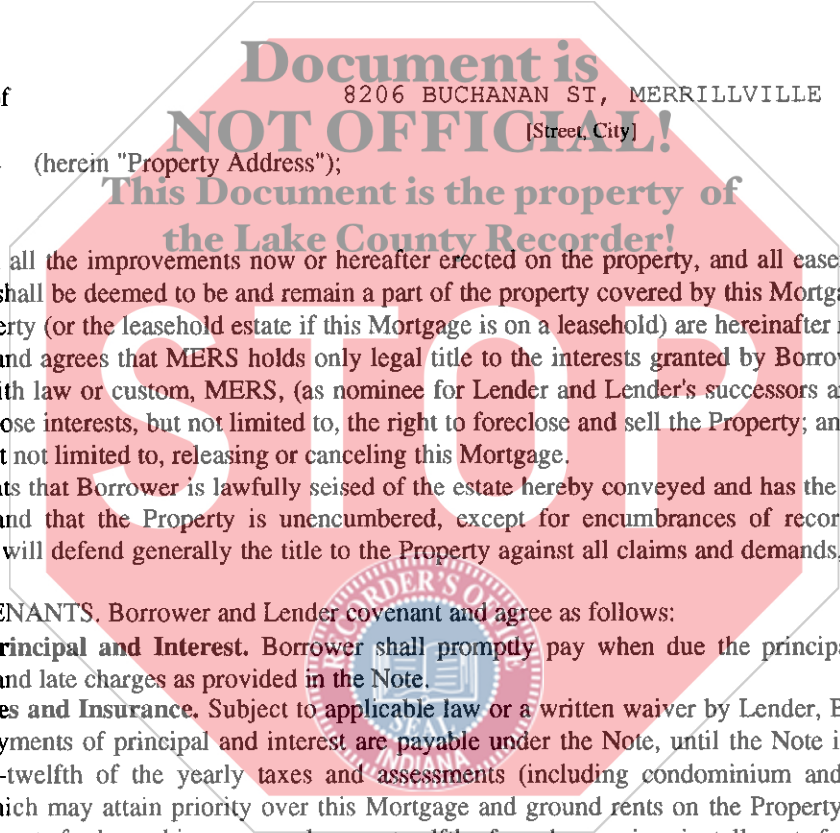 Document is
f 8206 BUCHANAN ST, MERRILLVILLE
NOT OFFICIAL!
[Street, City]
(herein "Property Address");
This Document is the property of
the Lake County Recorder!
all the improvements now or hereafter erected on the property, and all ease
shall be deemed to be and remain a part of the property covered by this Mortga
erty (or the leasehold estate if this Mortgage is on a leasehold) are hereinafter
and agrees that MERS holds only legal title to the interests granted by Borrow
ith law or custom, MERS, (as nominee for Lender and Lender's successors a
ose interests, but not limited to, the right to foreclose and sell the Property; an
t not limited to, releasing or canceling this Mortgage.
STOP
nts that Borrower is lawfully seised of the estate hereby conveyed and has the
and that the Property is unencumbered, except for encumbrances of recor
will defend generally the title to the Property against all claims and demands,
ENANTS. Borrower and Lender covenant and agree as follows:
rincipal and Interest. Borrower shall promptly pay when due the principa
and late charges as provided in the Note.
es and Insurance. Subject to applicable law or a written waiver by Lender, B
yments of principal and interest are payable under the Note, until the Note i
-twelfth of the yearly taxes and assessments (including condominium and
hich may attain priority over this Mortgage and ground rents on the Property
RECORDER'S OFFICE
SEAL
INDIANA